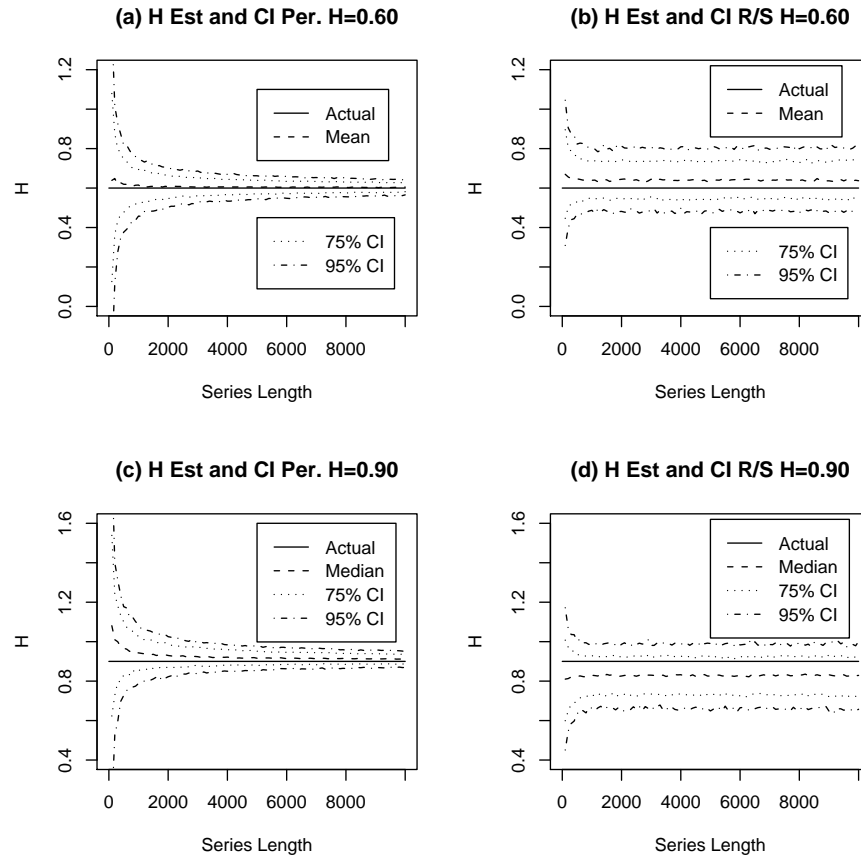 (a) H Est and CI Per. H=0.60
H
0.0 0.4 0.8 1.2
Actual
Mean
75% CI
95% CI
0 2000 4000 6000 8000
Series Length
(b) H Est and CI R/S H=0.60
H
0.0 0.4 0.8 1.2
Actual
Mean
75% CI
95% CI
0 2000 4000 6000 8000
Series Length
(c) H Est and CI Per. H=0.90
H
0.4 0.8 1.2 1.6
Actual
Median
75% CI
95% CI
0 2000 4000 6000 8000
Series Length
(d) H Est and CI R/S H=0.90
H
0.4 0.8 1.2 1.6
Actual
Median
75% CI
95% CI
0 2000 4000 6000 8000
Series Length